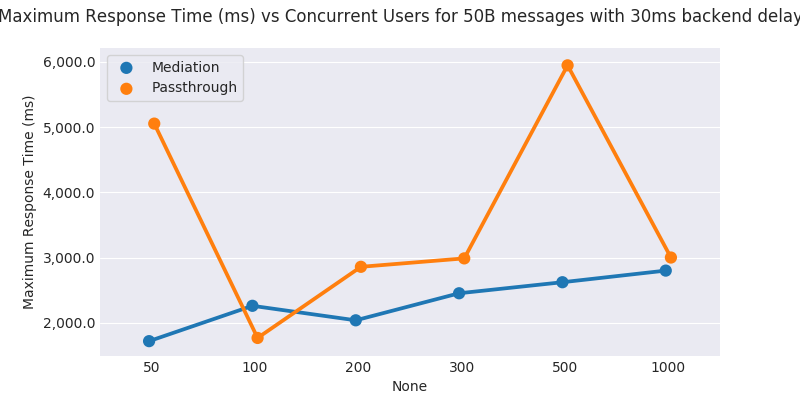 Maximum Response Time (ms) vs Concurrent Users for 50B messages with 30ms backend delay
Mediation
Passthrough
Maximum Response Time (ms)
6,000.0
5,000.0
4,000.0
3,000.0
2,000.0
50 100 200 300 500 1000
None